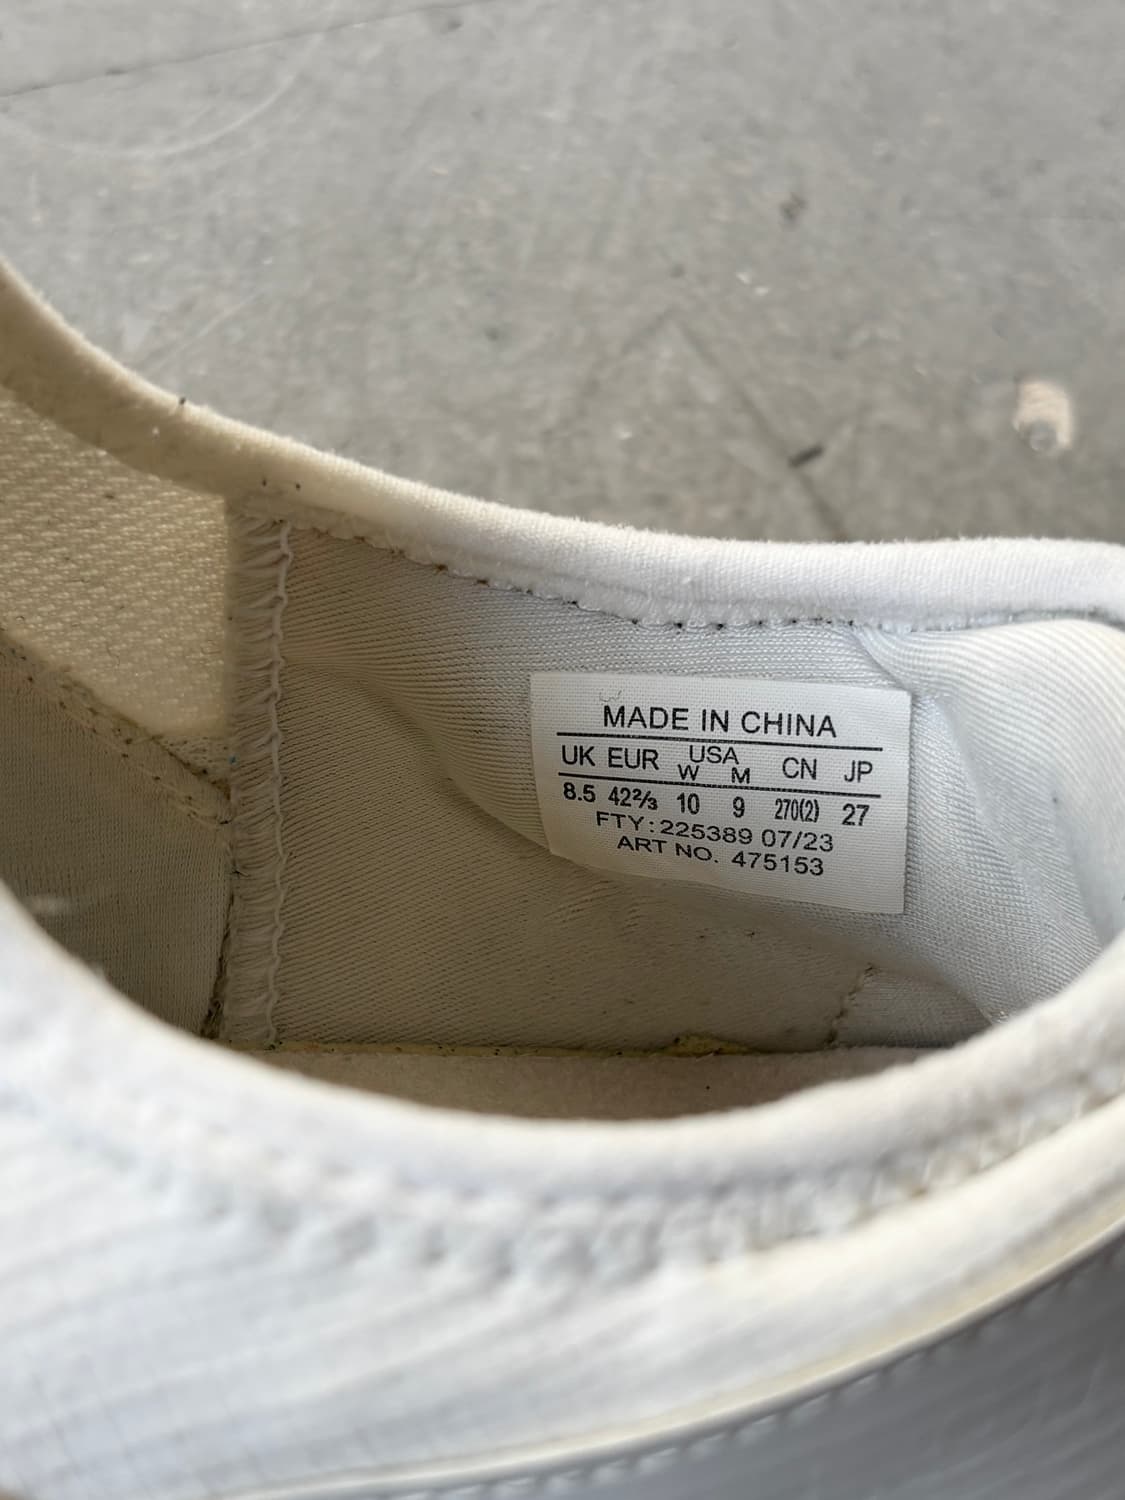 MADE IN CHINA
UK EUR USA CN JP
W M
8.5 42⅔ 10 9 270(2) 27
FTY: 225389 07/23
ART NO. 475153